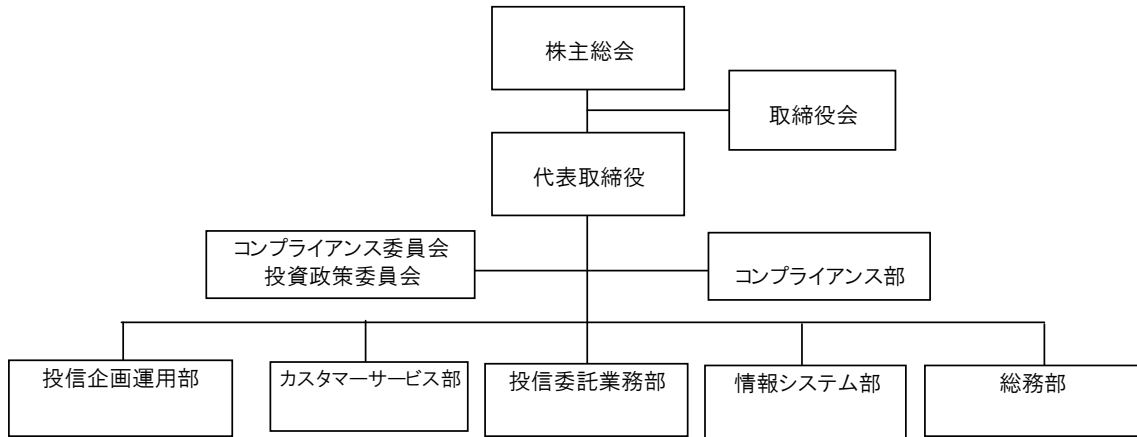 株主総会
取締役会
代表取締役
コンプライアンス委員会
投資政策委員会
コンプライアンス部
投信企画運用部
カスタマーサービス部
投信委託業務部
情報システム部
総務部